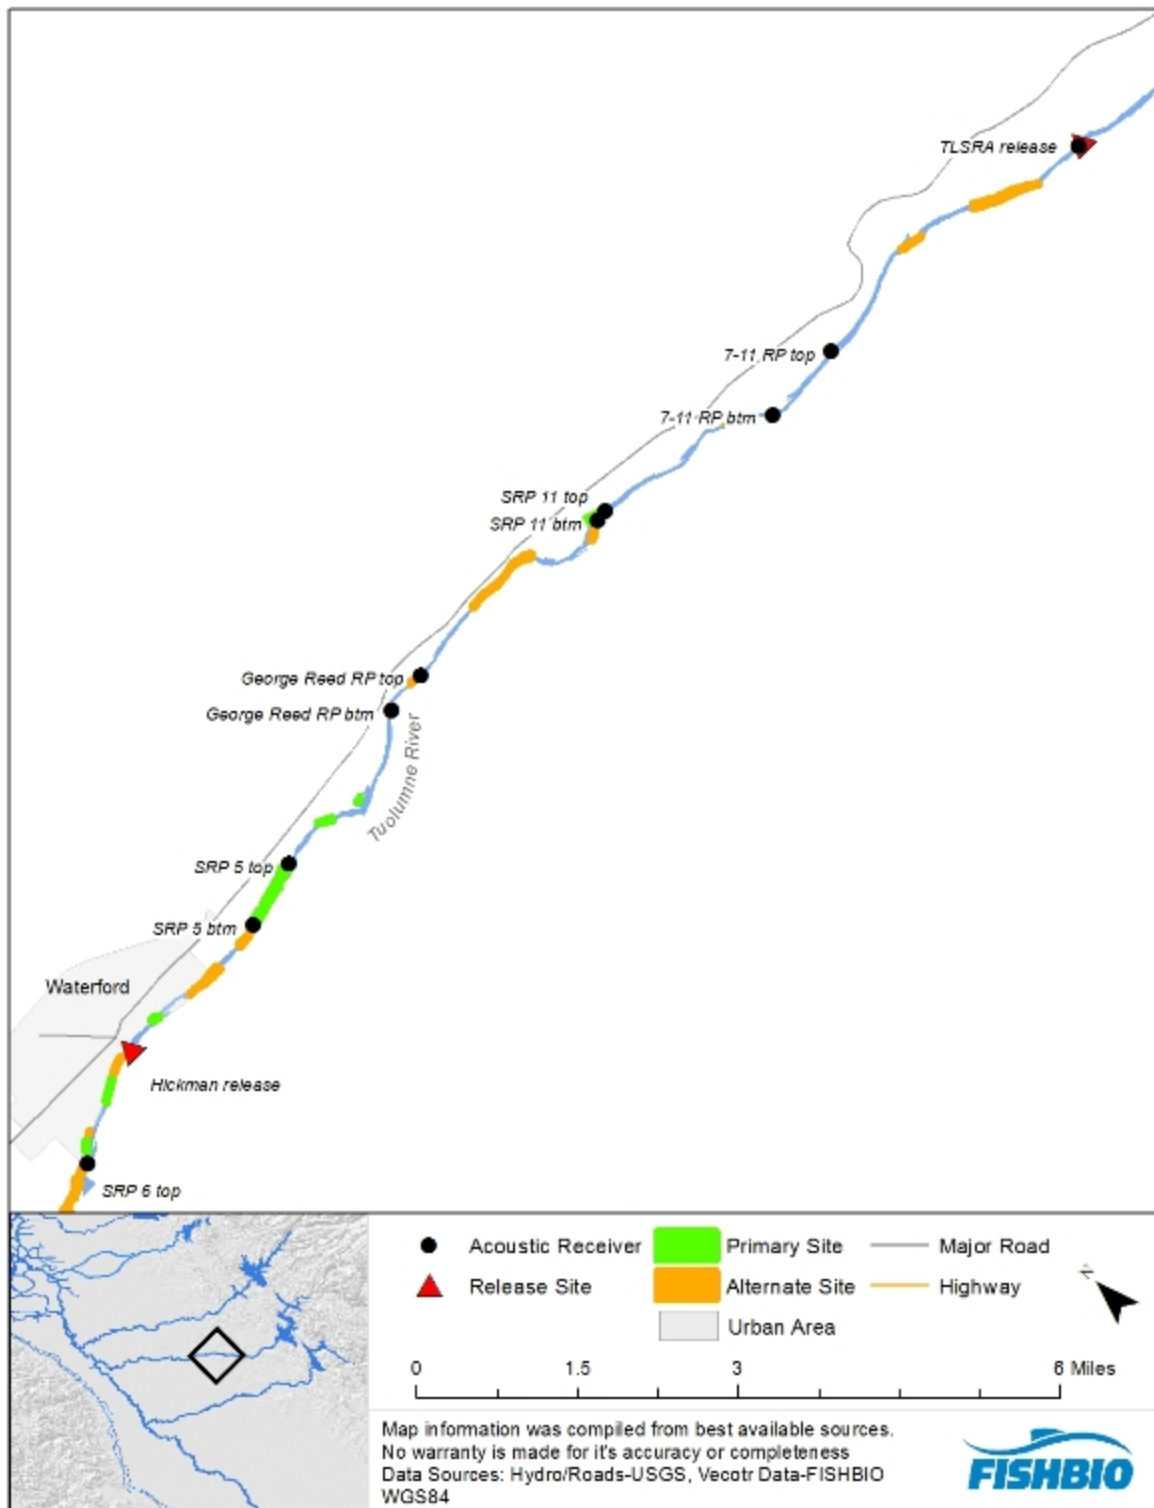 TLSRA release
7-11 RP top
7-11 RP btm
SRP 11 top
SRP 11 btm
George Reed RP top
George Reed RP btm
Tuolumne River
SRP 5 top
SRP 5 btm
Waterford
Hickman release
SRP 6 top
Acoustic Receiver
Primary Site
Major Road
Release Site
Alternate Site
Highway
N
Urban Area
0 1.5 3 6 Miles
Map information was compiled from best available sources.
No warranty is made for it's accuracy or completeness
Data Sources: Hydro/Roads-USGS, Vecotr Data-FISHBIO
WGS84
FISHBIO